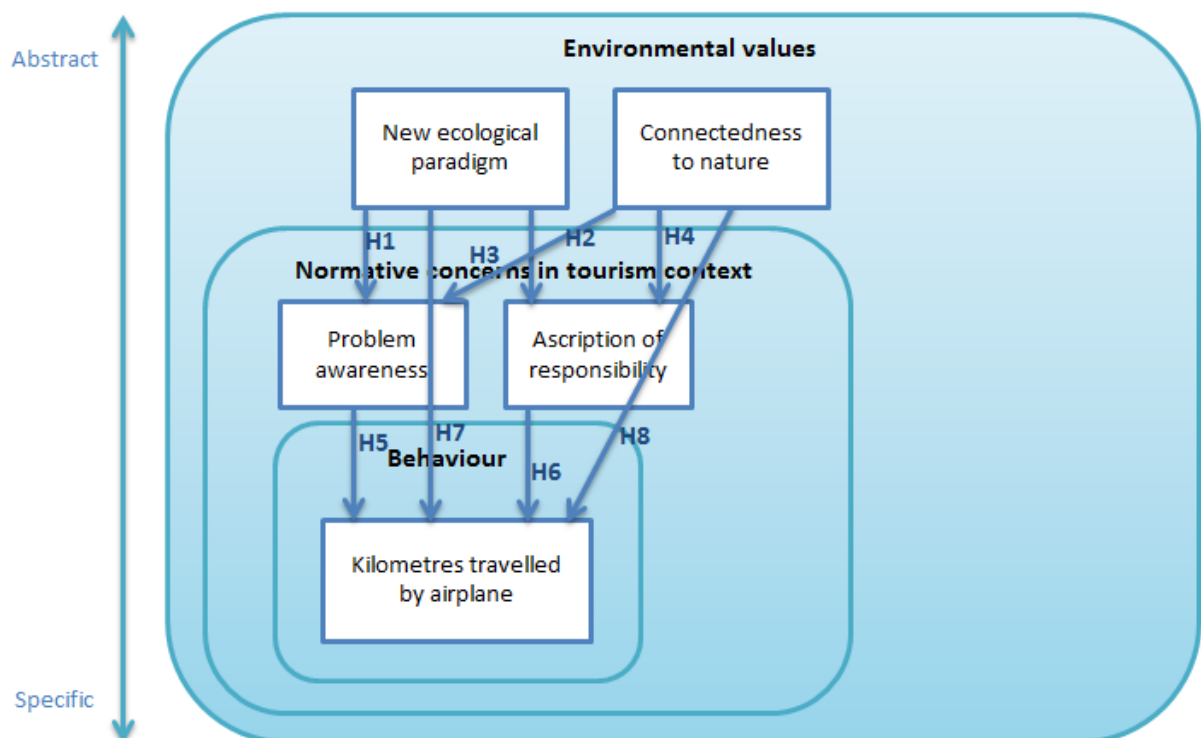 Environmental values
Abstract
New ecological
paradigm
Connectedness
to nature
H1
H3
H2
H4
Normative concerns in tourism context
Problem
awareness
Ascription of
responsibility
H5
H7
H8
Behaviour
H6
Kilometres travelled
by airplane
Specific